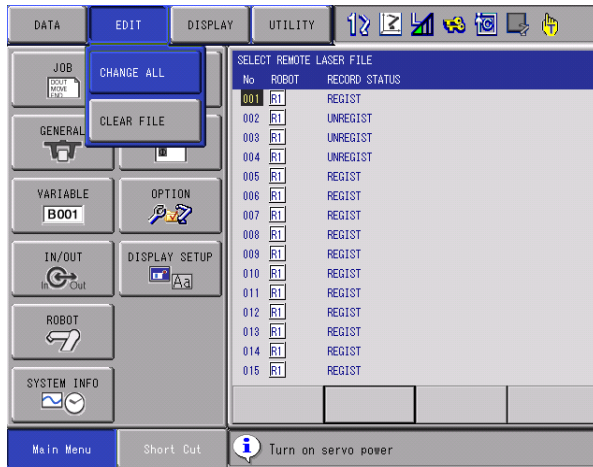 DATA
EDIT
DISPLAY
UTILITY
12
JOB
DOUT
MOVE
END
CHANGE ALL
CLEAR FILE
GENERAL
VARIABLE
B001
OPTION
IN/OUT
In Out
DISPLAY SETUP
Aa
ROBOT
SYSTEM INFO
SELECT REMOTE LASER FILE
No ROBOT RECORD STATUS
001 R1 REGIST
002 R1 UNREGIST
003 R1 UNREGIST
004 R1 UNREGIST
005 R1 REGIST
006 R1 REGIST
007 R1 REGIST
008 R1 REGIST
009 R1 REGIST
010 R1 REGIST
011 R1 REGIST
012 R1 REGIST
013 R1 REGIST
014 R1 REGIST
015 R1 REGIST
Main Menu
Short Cut
Turn on servo power